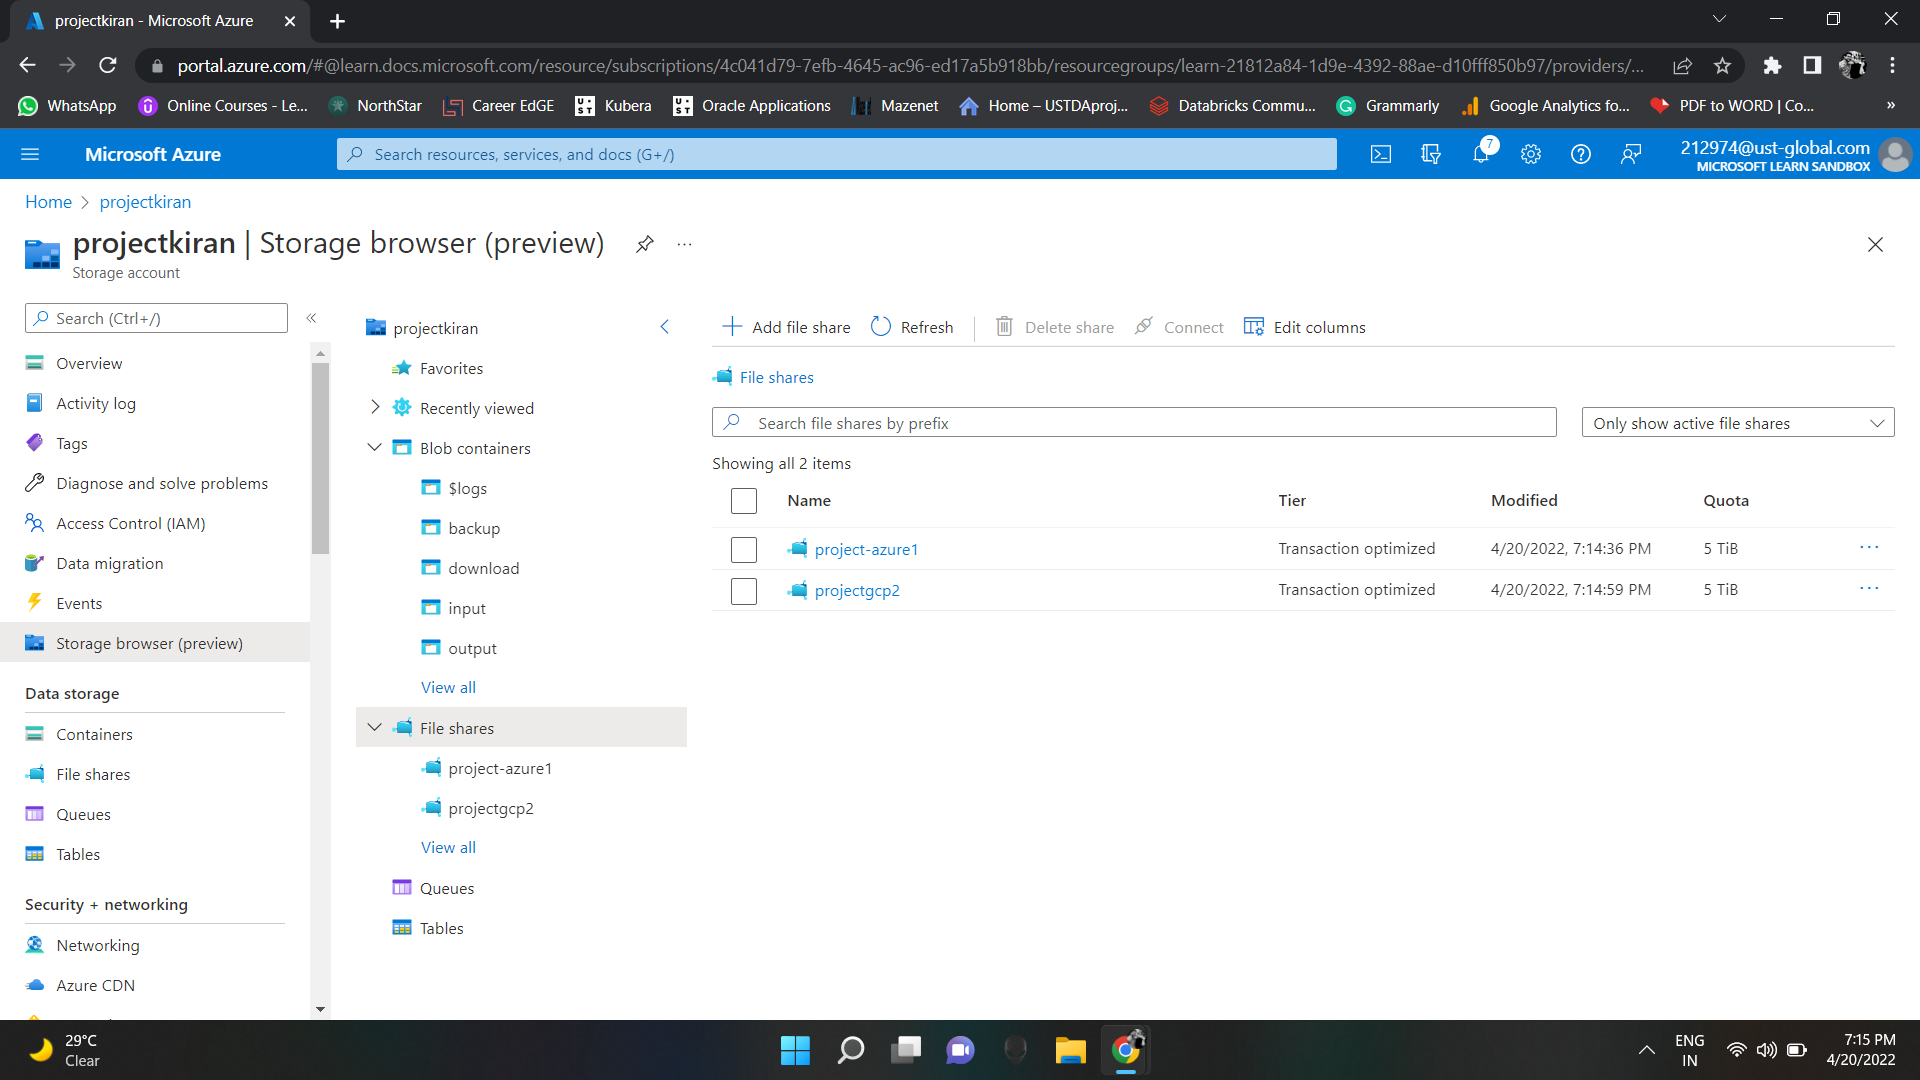 projectkiran - Microsoft Azure
portal.azure.com/#@learn.docs.microsoft.com/resource/subscriptions/4c041d79-7efb-4645-ac96-ed17a5b918bb/resourcegroups/learn-21812a84-1d9e-4392-88ae-d10fff850b97/providers/...
WhatsApp
Online Courses - Le...
NorthStar
Career EdGE
Kubera
Oracle Applications
Mazenet
Home – USTDAproj...
Databricks Commu...
Grammarly
Google Analytics fo...
PDF to WORD | Co...
»
Microsoft Azure
Search resources, services, and docs (G+/)
7
212974@ust-global.com
MICROSOFT LEARN SANDBOX
Home > projectkiran
projectkiran | Storage browser (preview)
Storage account
Search (Ctrl+/)
Overview
Activity log
Tags
Diagnose and solve problems
Access Control (IAM)
Data migration
Events
Storage browser (preview)
Data storage
Containers
File shares
Queues
Tables
Security + networking
Networking
Azure CDN
projectkiran
Favorites
Recently viewed
Blob containers
$logs
backup
download
input
output
View all
File shares
project-azure1
projectgcp2
View all
Queues
Tables
Add file share
Refresh
Delete share
Connect
Edit columns
File shares
Search file shares by prefix
Only show active file shares
Showing all 2 items
Name Tier Modified Quota
project-azure1 Transaction optimized 4/20/2022, 7:14:36 PM 5 TiB
projectgcp2 Transaction optimized 4/20/2022, 7:14:59 PM 5 TiB
29°C
Clear
ENG
IN
7:15 PM
4/20/2022